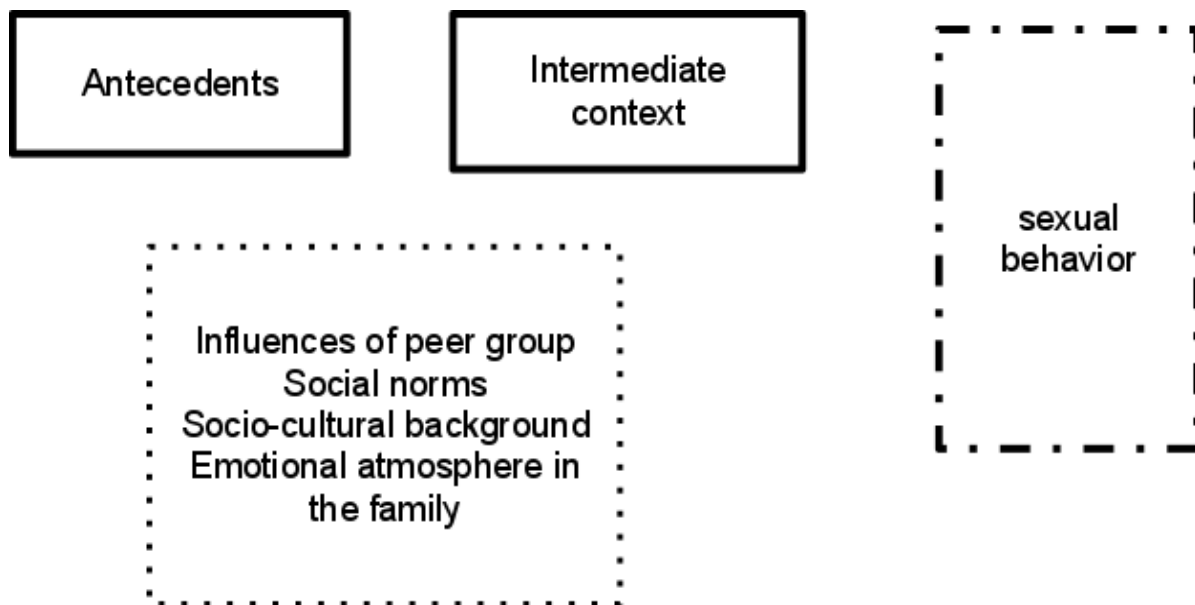 Antecedents
Intermediate
context
sexual
behavior
Influences of peer group
Social norms
Socio-cultural background
Emotional atmosphere in
the family